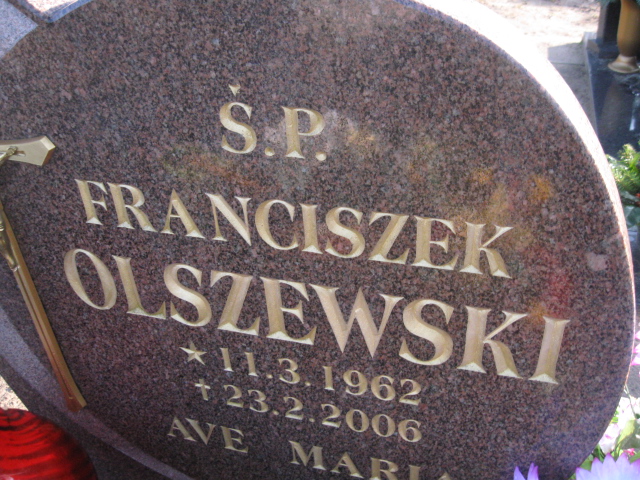 Ś.P.
FRANCISZEK
OLSZEWSKI
★ 11.3.1962
✝ 23.2.2006
AVE MARIA